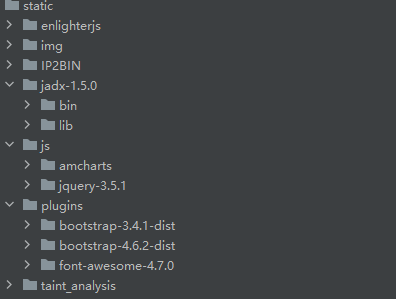 static
enlighterjs
img
IP2BIN
jadx-1.5.0
bin
lib
js
amcharts
jquery-3.5.1
plugins
bootstrap-3.4.1-dist
bootstrap-4.6.2-dist
font-awesome-4.7.0
taint_analysis